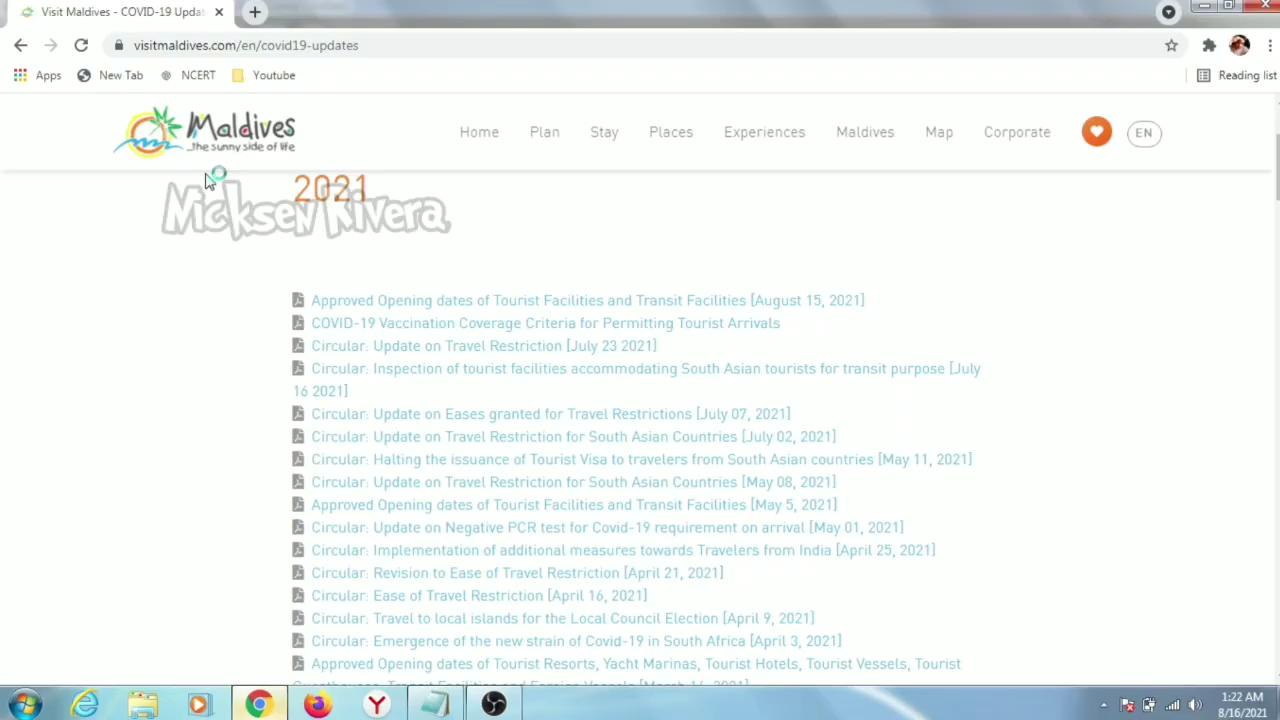 Visit Maldives - COVID-19 Upda
visitmaldives.com/en/covid19-updates
Apps New Tab NCERT Youtube Reading list
Maldives
...the sunny side of life
Home Plan Stay Places Experiences Maldives Map Corporate EN
2021
Nicksen Rivera
Approved Opening dates of Tourist Facilities and Transit Facilities [August 15, 2021]
COVID-19 Vaccination Coverage Criteria for Permitting Tourist Arrivals
Circular: Update on Travel Restriction [July 23 2021]
Circular: Inspection of tourist facilities accommodating South Asian tourists for transit purpose [July
16 2021]
Circular: Update on Eases granted for Travel Restrictions [July 07, 2021]
Circular: Update on Travel Restriction for South Asian Countries [July 02, 2021]
Circular: Halting the issuance of Tourist Visa to travelers from South Asian countries [May 11, 2021]
Circular: Update on Travel Restriction for South Asian Countries [May 08, 2021]
Approved Opening dates of Tourist Facilities and Transit Facilities [May 5, 2021]
Circular: Update on Negative PCR test for Covid-19 requirement on arrival [May 01, 2021]
Circular: Implementation of additional measures towards Travelers from India [April 25, 2021]
Circular: Revision to Ease of Travel Restriction [April 21, 2021]
Circular: Ease of Travel Restriction [April 16, 2021]
Circular: Travel to local islands for the Local Council Election [April 9, 2021]
Circular: Emergence of the new strain of Covid-19 in South Africa [April 3, 2021]
Approved Opening dates of Tourist Resorts, Yacht Marinas, Tourist Hotels, Tourist Vessels, Tourist
Guesthouses, Transit Facilities and Foreign Vessels [March 16, 2021]
1:22 AM
8/16/2021